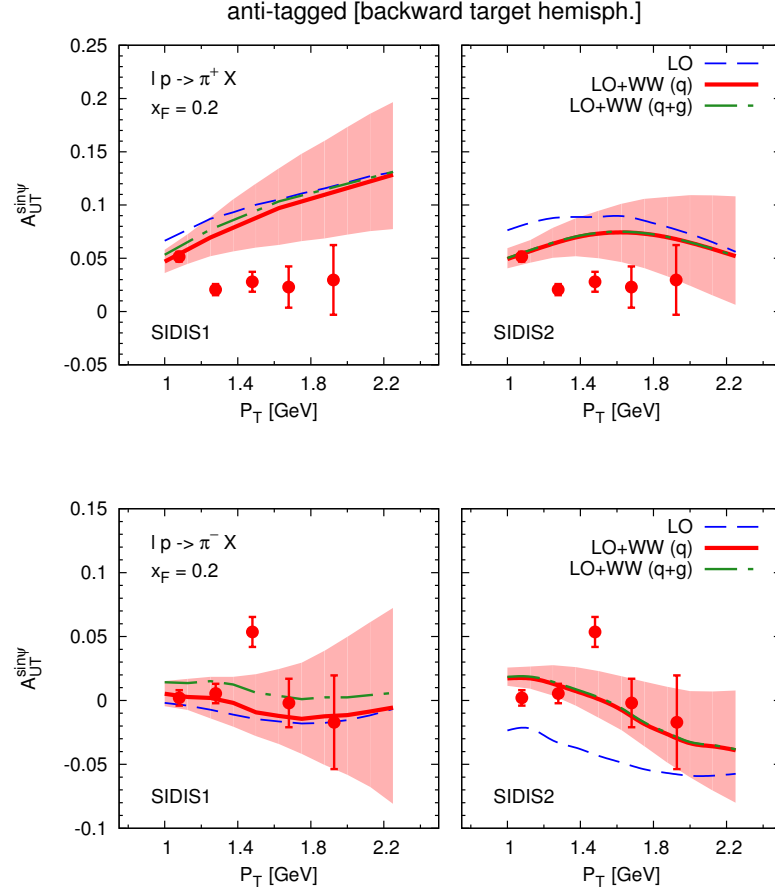 anti-tagged [backward target hemisph.]
0.25
0.2
0.15
0.1
0.05
0
-0.05
A_UT^sinψ
l p -> π⁺ X
x_F = 0.2
SIDIS1
1 1.4 1.8 2.2
P_T [GeV]
LO
LO+WW (q)
LO+WW (q+g)
SIDIS2
1 1.4 1.8 2.2
P_T [GeV]
0.15
0.1
0.05
0
-0.05
-0.1
A_UT^sinψ
l p -> π⁻ X
x_F = 0.2
SIDIS1
1 1.4 1.8 2.2
P_T [GeV]
LO
LO+WW (q)
LO+WW (q+g)
SIDIS2
1 1.4 1.8 2.2
P_T [GeV]